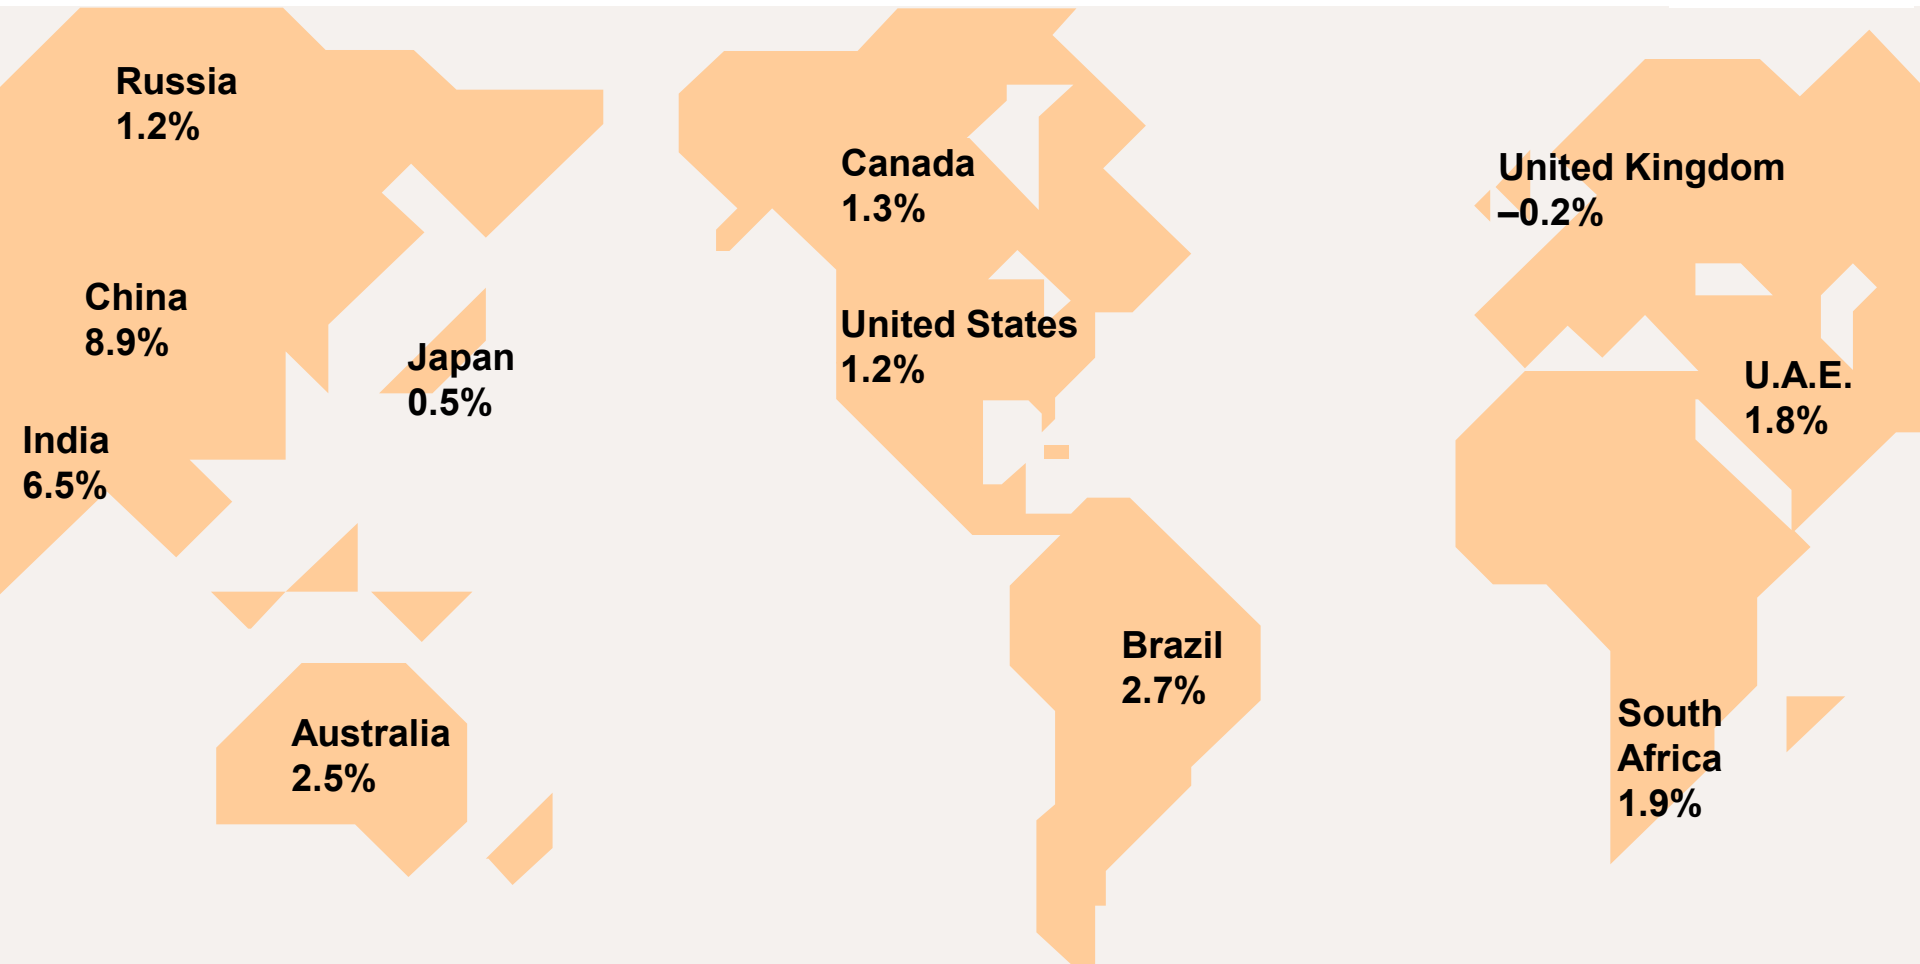 Russia
1.2%
China
8.9%
India
6.5%
Japan
0.5%
Australia
2.5%
Canada
1.3%
United States
1.2%
Brazil
2.7%
United Kingdom
–0.2%
U.A.E.
1.8%
South
Africa
1.9%